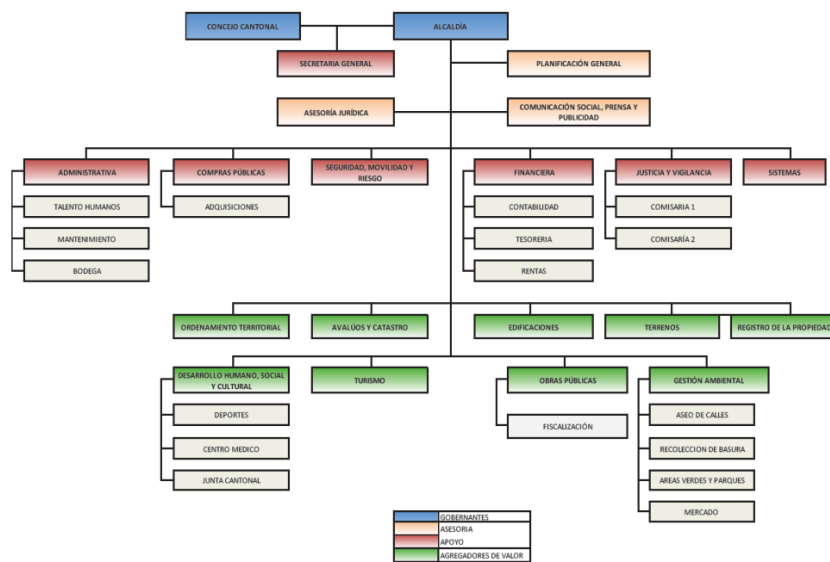 CONCEJO CANTONAL
ALCALDÍA
SECRETARIA GENERAL
PLANIFICACIÓN GENERAL
ASESORÍA JURÍDICA
COMUNICACIÓN SOCIAL, PRENSA Y
PUBLICIDAD
ADMINISTRATIVA
COMPRAS PÚBLICAS
SEGURIDAD, MOVILIDAD Y
RIESGO
FINANCIERA
JUSTICIA Y VIGILANCIA
SISTEMAS
TALENTO HUMANOS
ADQUISICIONES
CONTABILIDAD
COMISARIA 1
MANTENIMIENTO
TESORERIA
COMISARÍA 2
BODEGA
RENTAS
ORDENAMIENTO TERRITORIAL
AVALÚOS Y CATASTRO
EDIFICACIONES
TERRENOS
REGISTRO DE LA PROPIEDAD
DESARROLLO HUMANO, SOCIAL
Y CULTURAL
TURISMO
OBRAS PÚBLICAS
GESTIÓN AMBIENTAL
DEPORTES
FISCALIZACIÓN
ASEO DE CALLES
CENTRO MEDICO
RECOLECCION DE BASURA
JUNTA CANTONAL
AREAS VERDES Y PARQUES
MERCADO
GOBERNANTES
ASESORIA
APOYO
AGREGADORES DE VALOR